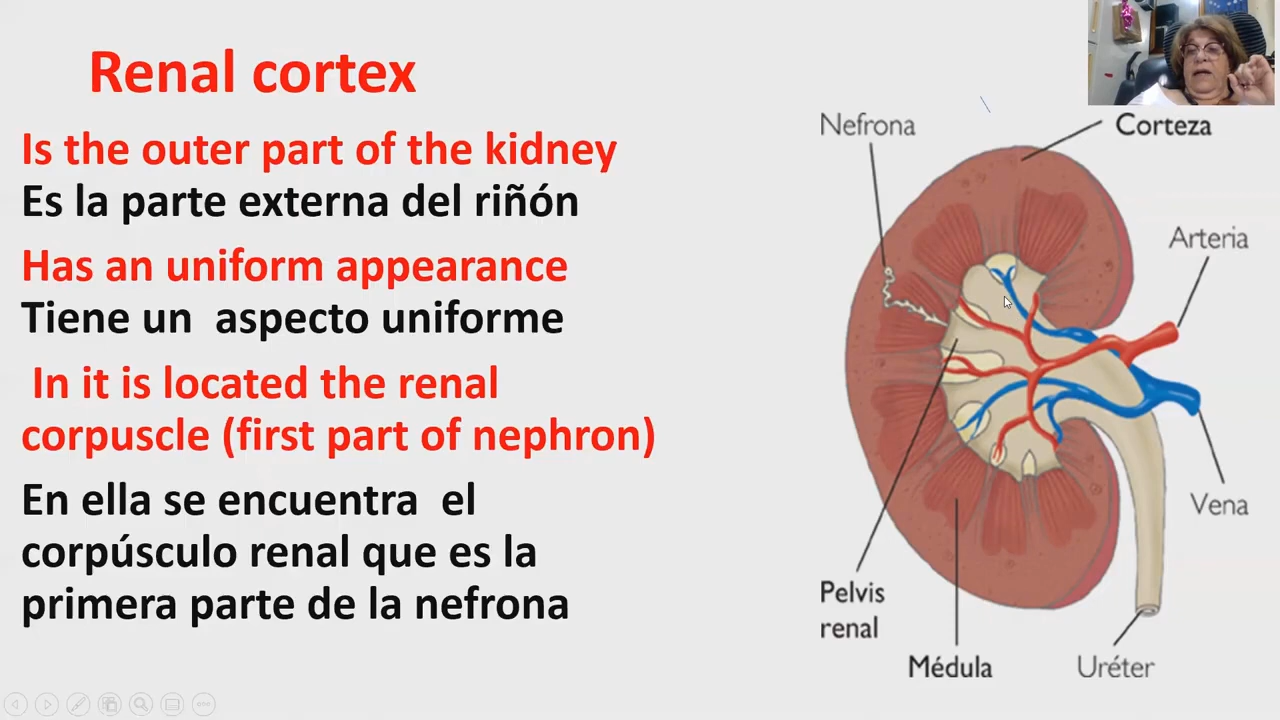 Renal cortex
Is the outer part of the kidney
Es la parte externa del riñón
Has an uniform appearance
Tiene un aspecto uniforme
In it is located the renal
corpuscle (first part of nephron)
En ella se encuentra el
corpúsculo renal que es la
primera parte de la nefrona
Nefrona
Corteza
Arteria
Vena
Pelvis
renal
Médula
Uréter